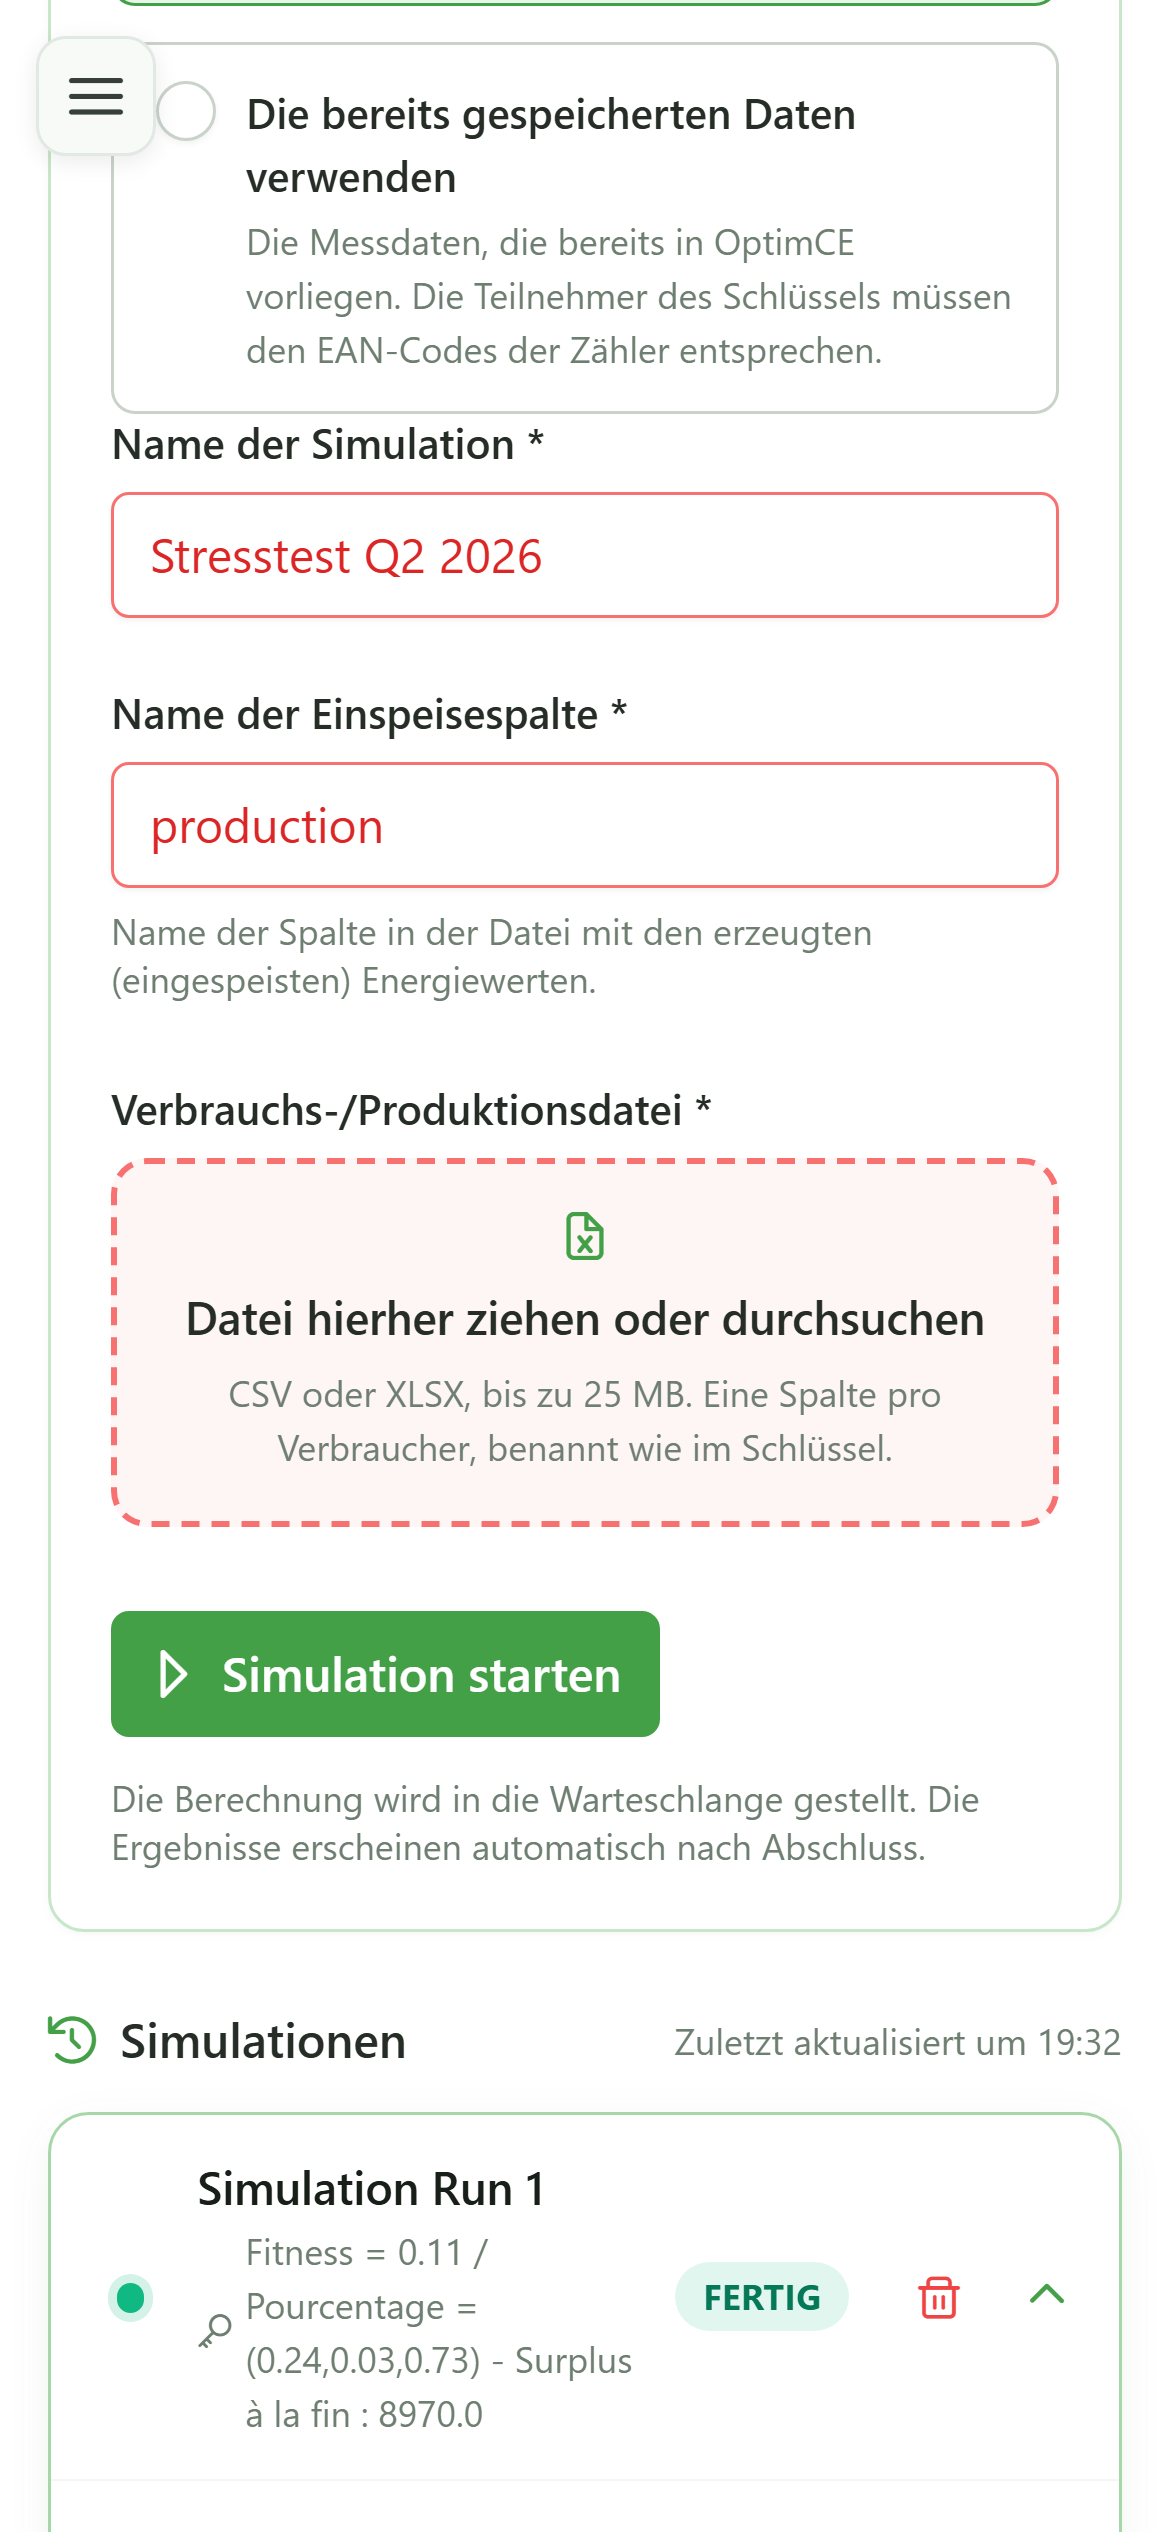 Die bereits gespeicherten Daten
verwenden
Die Messdaten, die bereits in OptimCE
vorliegen. Die Teilnehmer des Schlüssels müssen
den EAN-Codes der Zähler entsprechen.
Name der Simulation *
Stresstest Q2 2026
Name der Einspeisespalte *
production
Name der Spalte in der Datei mit den erzeugten
(eingespeisten) Energiewerten.
Verbrauchs-/Produktionsdatei *
Datei hierher ziehen oder durchsuchen
CSV oder XLSX, bis zu 25 MB. Eine Spalte pro
Verbraucher, benannt wie im Schlüssel.
Simulation starten
Die Berechnung wird in die Warteschlange gestellt. Die
Ergebnisse erscheinen automatisch nach Abschluss.
Simulationen
Zuletzt aktualisiert um 19:32
Simulation Run 1
Fitness = 0.11 /
Pourcentage =
(0.24,0.03,0.73) - Surplus
à la fin : 8970.0
FERTIG